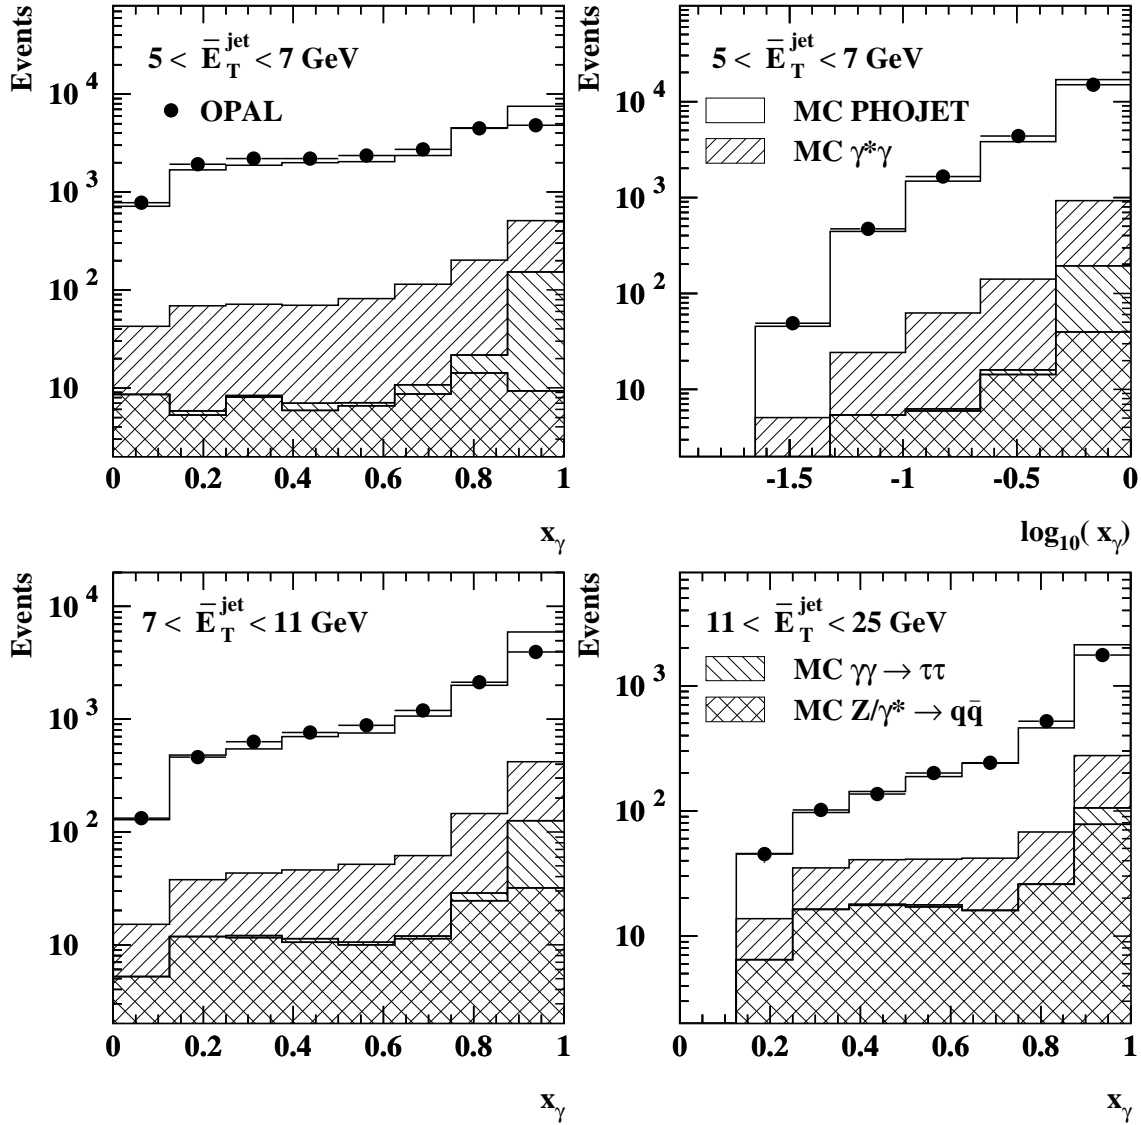 Events
5 < E̅_T^jet < 7 GeV
OPAL
10^4
10^3
10^2
10
0 0.2 0.4 0.6 0.8 1
x_γ
Events
5 < E̅_T^jet < 7 GeV
MC PHOJET
MC γ*γ
10^4
10^3
10^2
10
-1.5 -1 -0.5 0
log_10( x_γ)
Events
7 < E̅_T^jet < 11 GeV
10^4
10^3
10^2
10
0 0.2 0.4 0.6 0.8 1
x_γ
Events
11 < E̅_T^jet < 25 GeV
MC γγ → ττ
MC Z/γ* → qq̅
10^3
10^2
10
0 0.2 0.4 0.6 0.8 1
x_γ